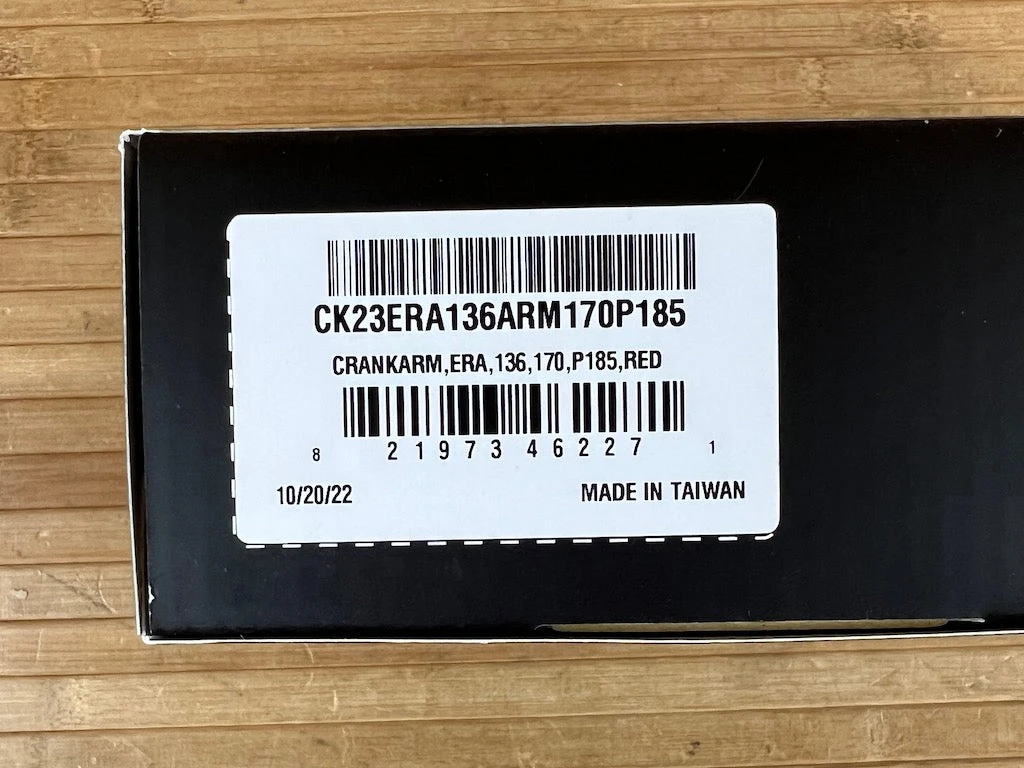 CK23ERA136ARM170P185
CRANKARM,ERA,136,170,P185,RED
8 21973 46227 1
10/20/22 MADE IN TAIWAN